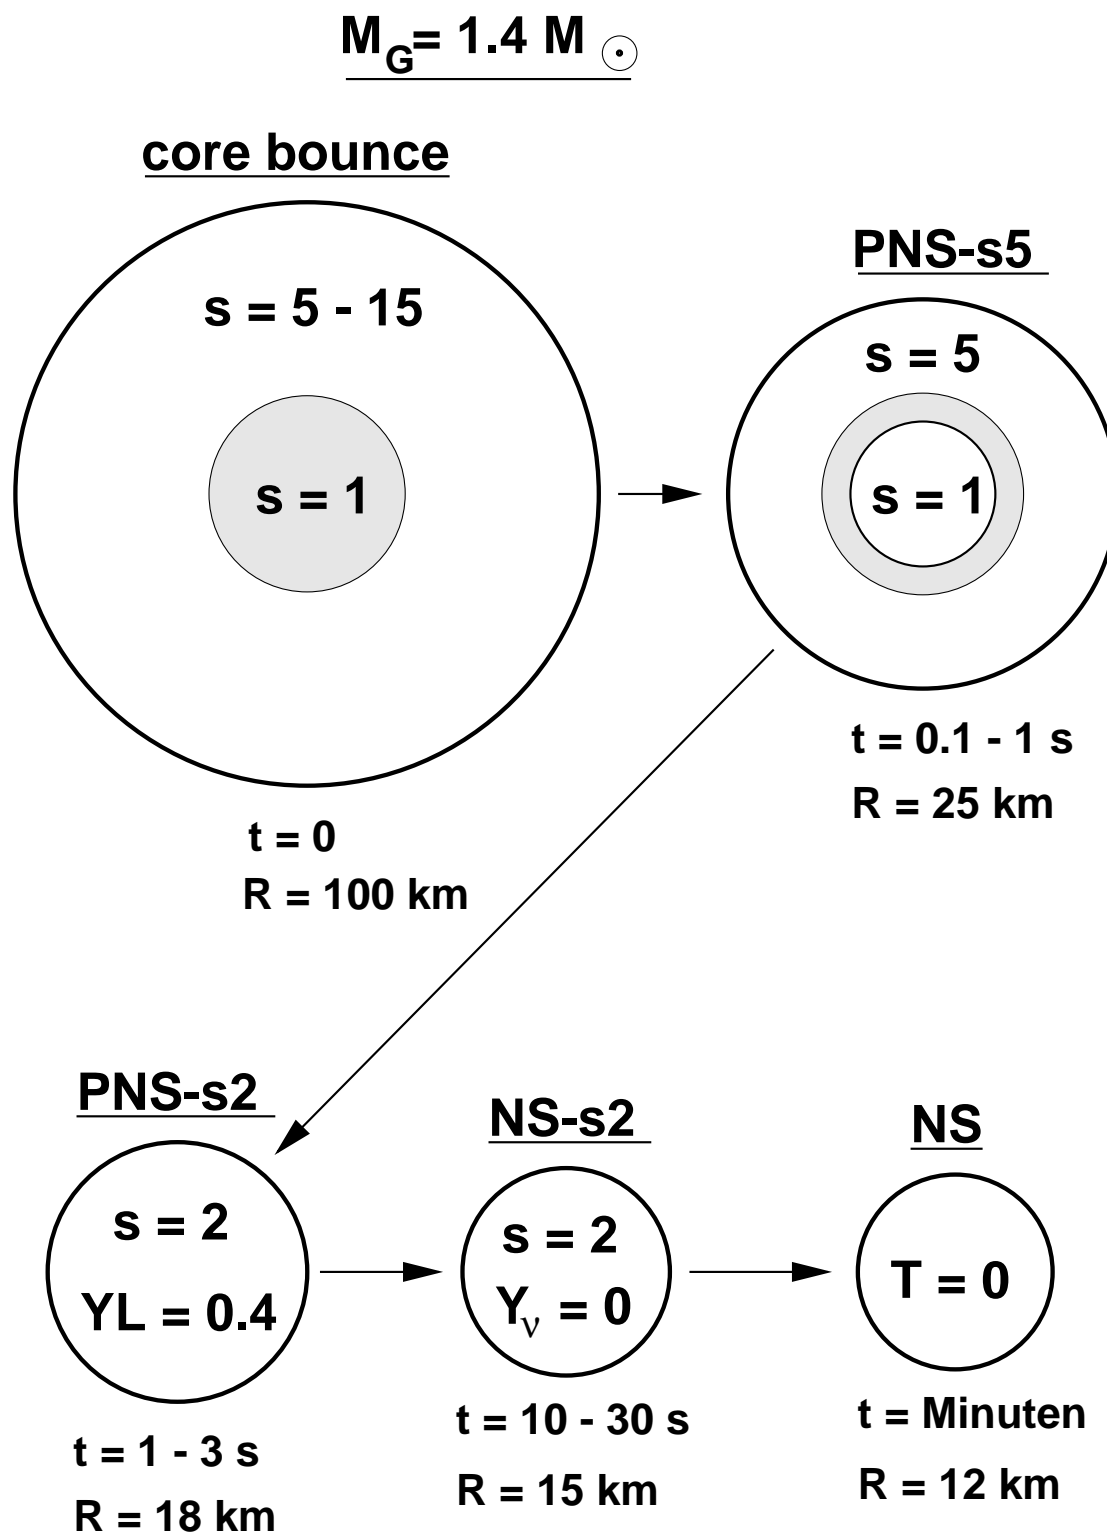 M_G = 1.4 M☉
core bounce
s = 5 - 15
s = 1
t = 0
R = 100 km
PNS-s5
s = 5
s = 1
t = 0.1 - 1 s
R = 25 km
PNS-s2
s = 2
YL = 0.4
t = 1 - 3 s
R = 18 km
NS-s2
s = 2
Y_ν = 0
t = 10 - 30 s
R = 15 km
NS
T = 0
t = Minuten
R = 12 km